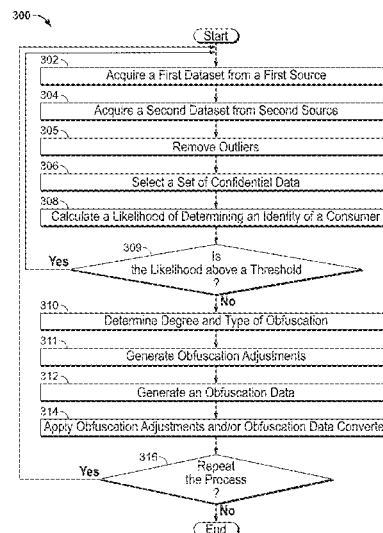 300
Start
302
Acquire a First Dataset from a First Source
304
Acquire a Second Dataset from Second Source
305
Remove Outliers
306
Select a Set of Confidential Data
308
Calculate a Likelihood of Determining an Identity of a Consumer
309
Is
the Likelihood above a Threshold
?
Yes
No
310
Determine Degree and Type of Obfuscation
311
Generate Obfuscation Adjustments
312
Generate an Obfuscation Data
314
Apply Obfuscation Adjustments and/or Obfuscation Data Converte
316
Repeat
the Process
?
Yes
No
End